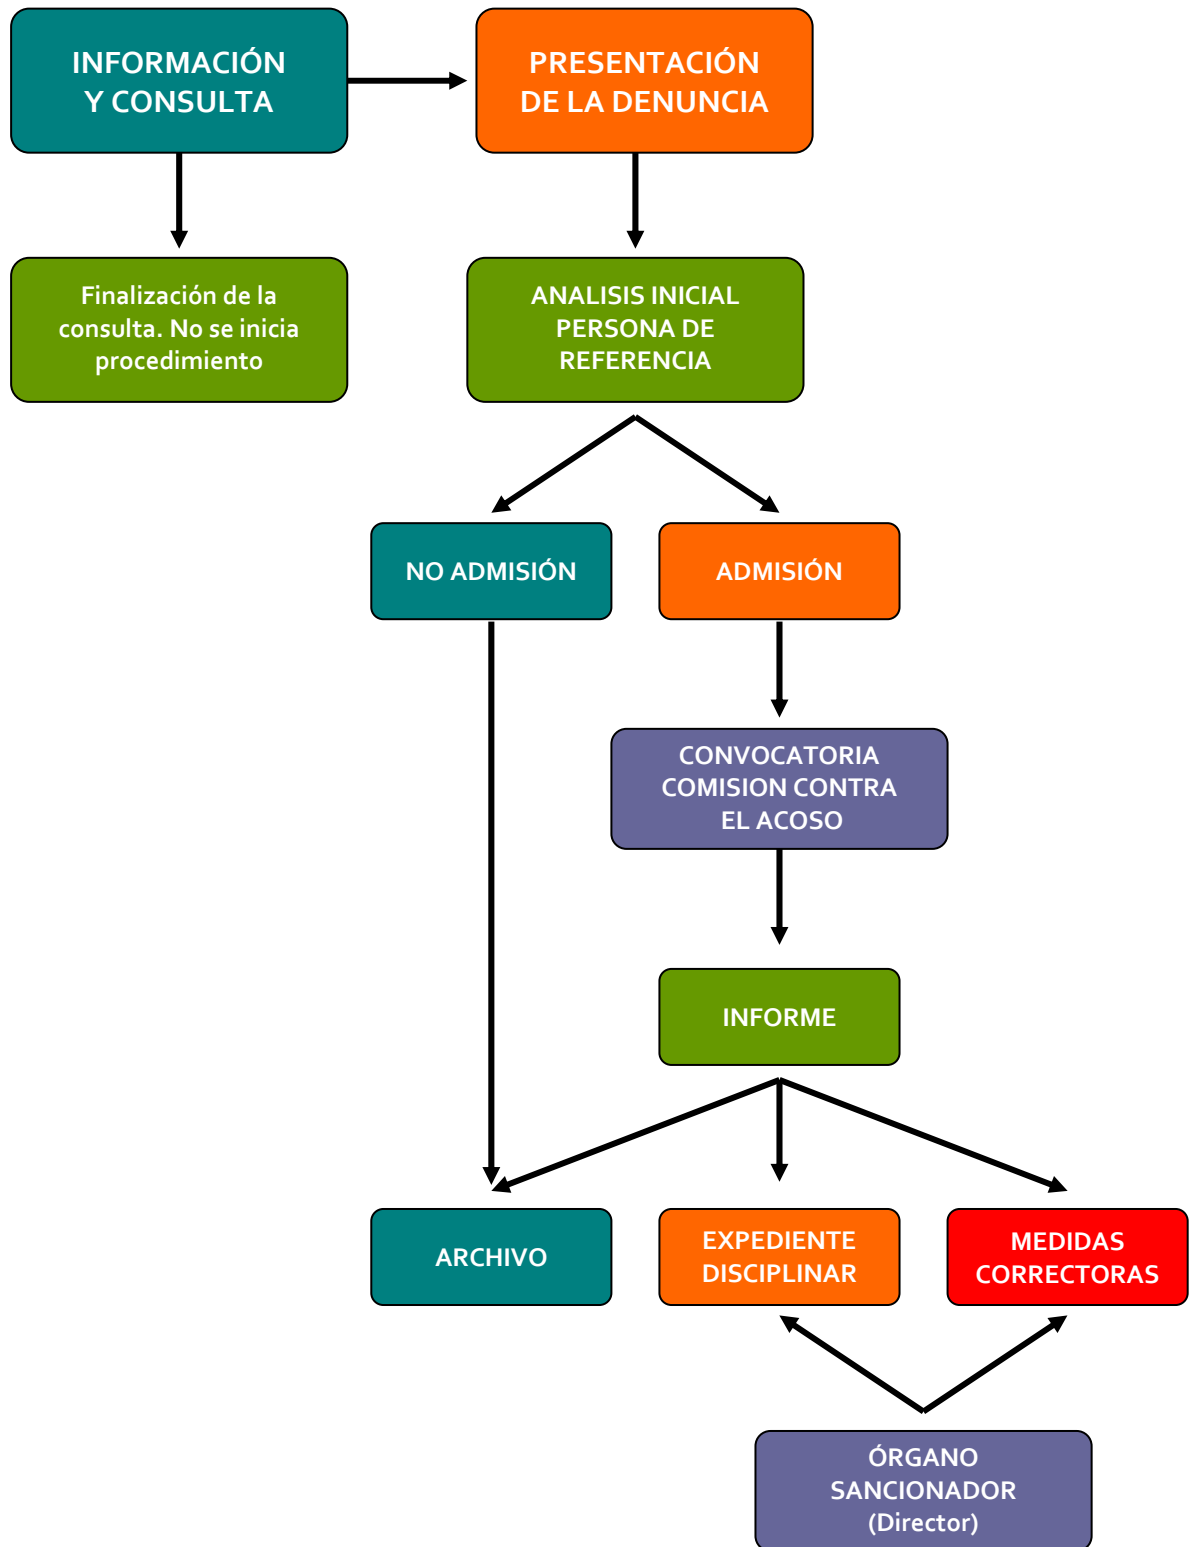 INFORMACIÓN
Y CONSULTA
PRESENTACIÓN
DE LA DENUNCIA
Finalización de la
consulta. No se inicia
procedimiento
ANALISIS INICIAL
PERSONA DE
REFERENCIA
NO ADMISIÓN
ADMISIÓN
CONVOCATORIA
COMISION CONTRA
EL ACOSO
INFORME
ARCHIVO
EXPEDIENTE
DISCIPLINAR
MEDIDAS
CORRECTORAS
ÓRGANO
SANCIONADOR
(Director)